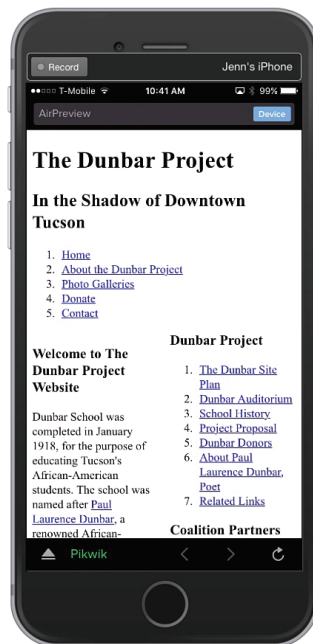 Record
Jenn's iPhone
T-Mobile
10:41 AM
99%
AirPreview
Device
The Dunbar Project
In the Shadow of Downtown
Tucson
1. Home
2. About the Dunbar Project
3. Photo Galleries
4. Donate
5. Contact
Welcome to The
Dunbar Project
Website
Dunbar School was
completed in January
1918, for the purpose of
educating Tucson's
African-American
students. The school was
named after Paul
Laurence Dunbar, a
renowned African-
Dunbar Project
1. The Dunbar Site
Plan
2. Dunbar Auditorium
3. School History
4. Project Proposal
5. Dunbar Donors
6. About Paul
Laurence Dunbar,
Poet
7. Related Links
Coalition Partners
Pikwik